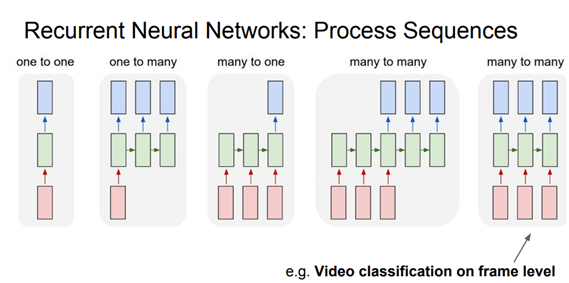 Recurrent Neural Networks: Process Sequences
one to one
one to many
many to one
many to many
many to many
e.g. Video classification on frame level